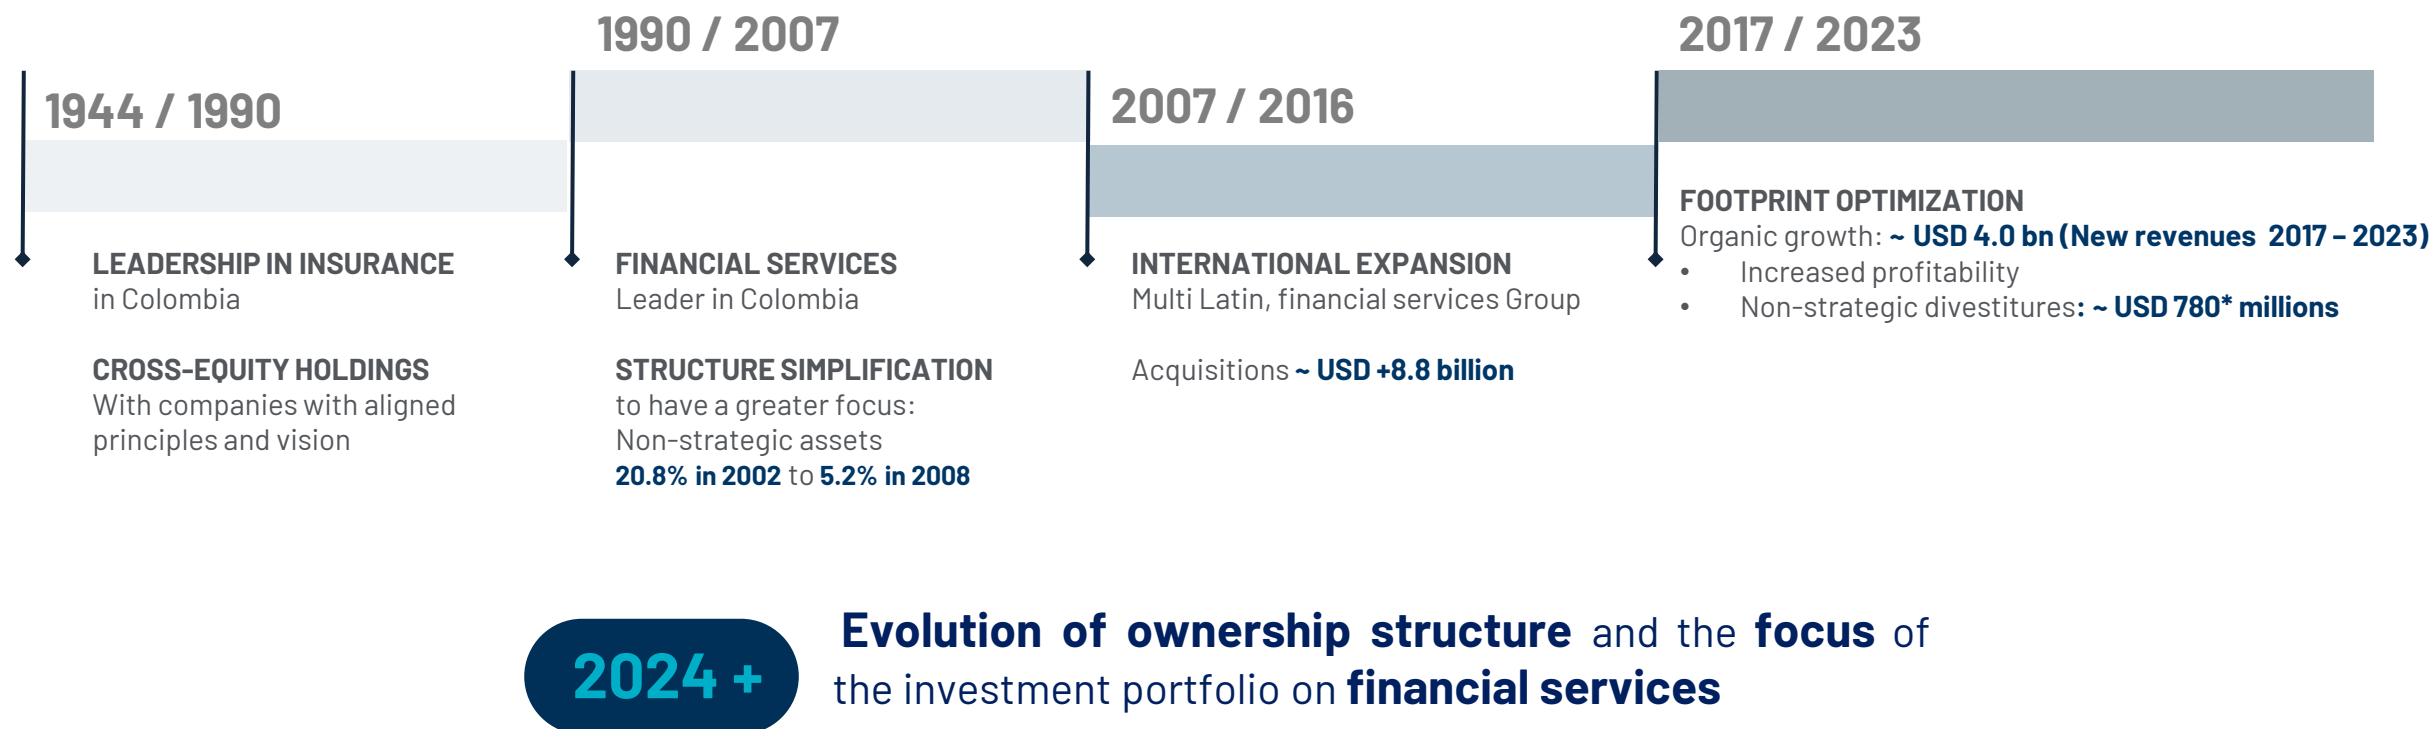 1944 / 1990
LEADERSHIP IN INSURANCE
in Colombia
CROSS-EQUITY HOLDINGS
With companies with aligned
principles and vision
1990 / 2007
FINANCIAL SERVICES
Leader in Colombia
STRUCTURE SIMPLIFICATION
to have a greater focus:
Non-strategic assets
20.8% in 2002 to 5.2% in 2008
2007 / 2016
INTERNATIONAL EXPANSION
Multi Latin, financial services Group
Acquisitions ~ USD +8.8 billion
2017 / 2023
FOOTPRINT OPTIMIZATION
Organic growth: ~ USD 4.0 bn (New revenues 2017 – 2023)
• Increased profitability
• Non-strategic divestitures: ~ USD 780* millions
2024 +
Evolution of ownership structure and the focus of
the investment portfolio on financial services